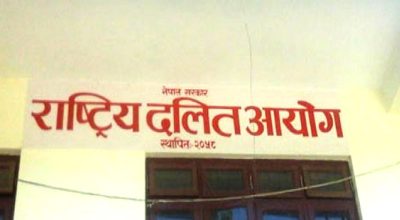 नेपाल सरकार
राष्ट्रिय दलित आयोग
स्थापितः-२०५८